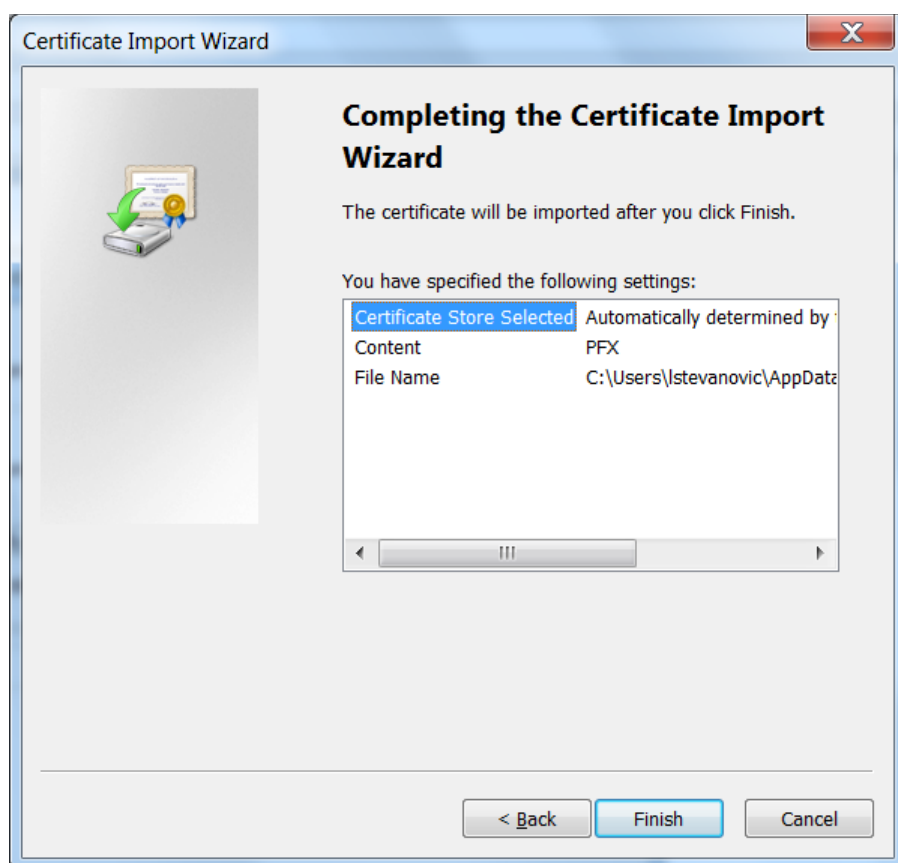 Certificate Import Wizard
Completing the Certificate Import
Wizard
The certificate will be imported after you click Finish.
You have specified the following settings:
Certificate Store Selected Automatically determined by
Content PFX
File Name C:\Users\lstevanovic\AppData
< Back Finish Cancel